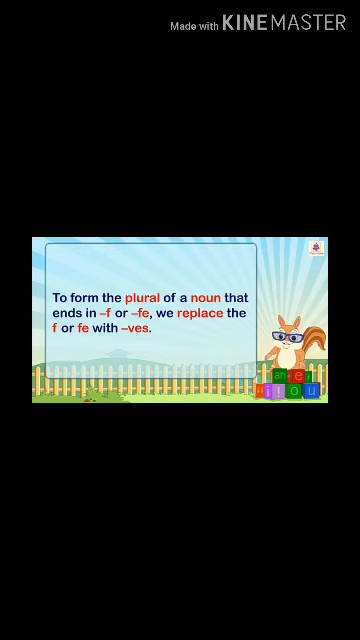 Made with KINEMASTER
To form the plural of a noun that
ends in –f or –fe, we replace the
f or fe with –ves.
an e
i o u